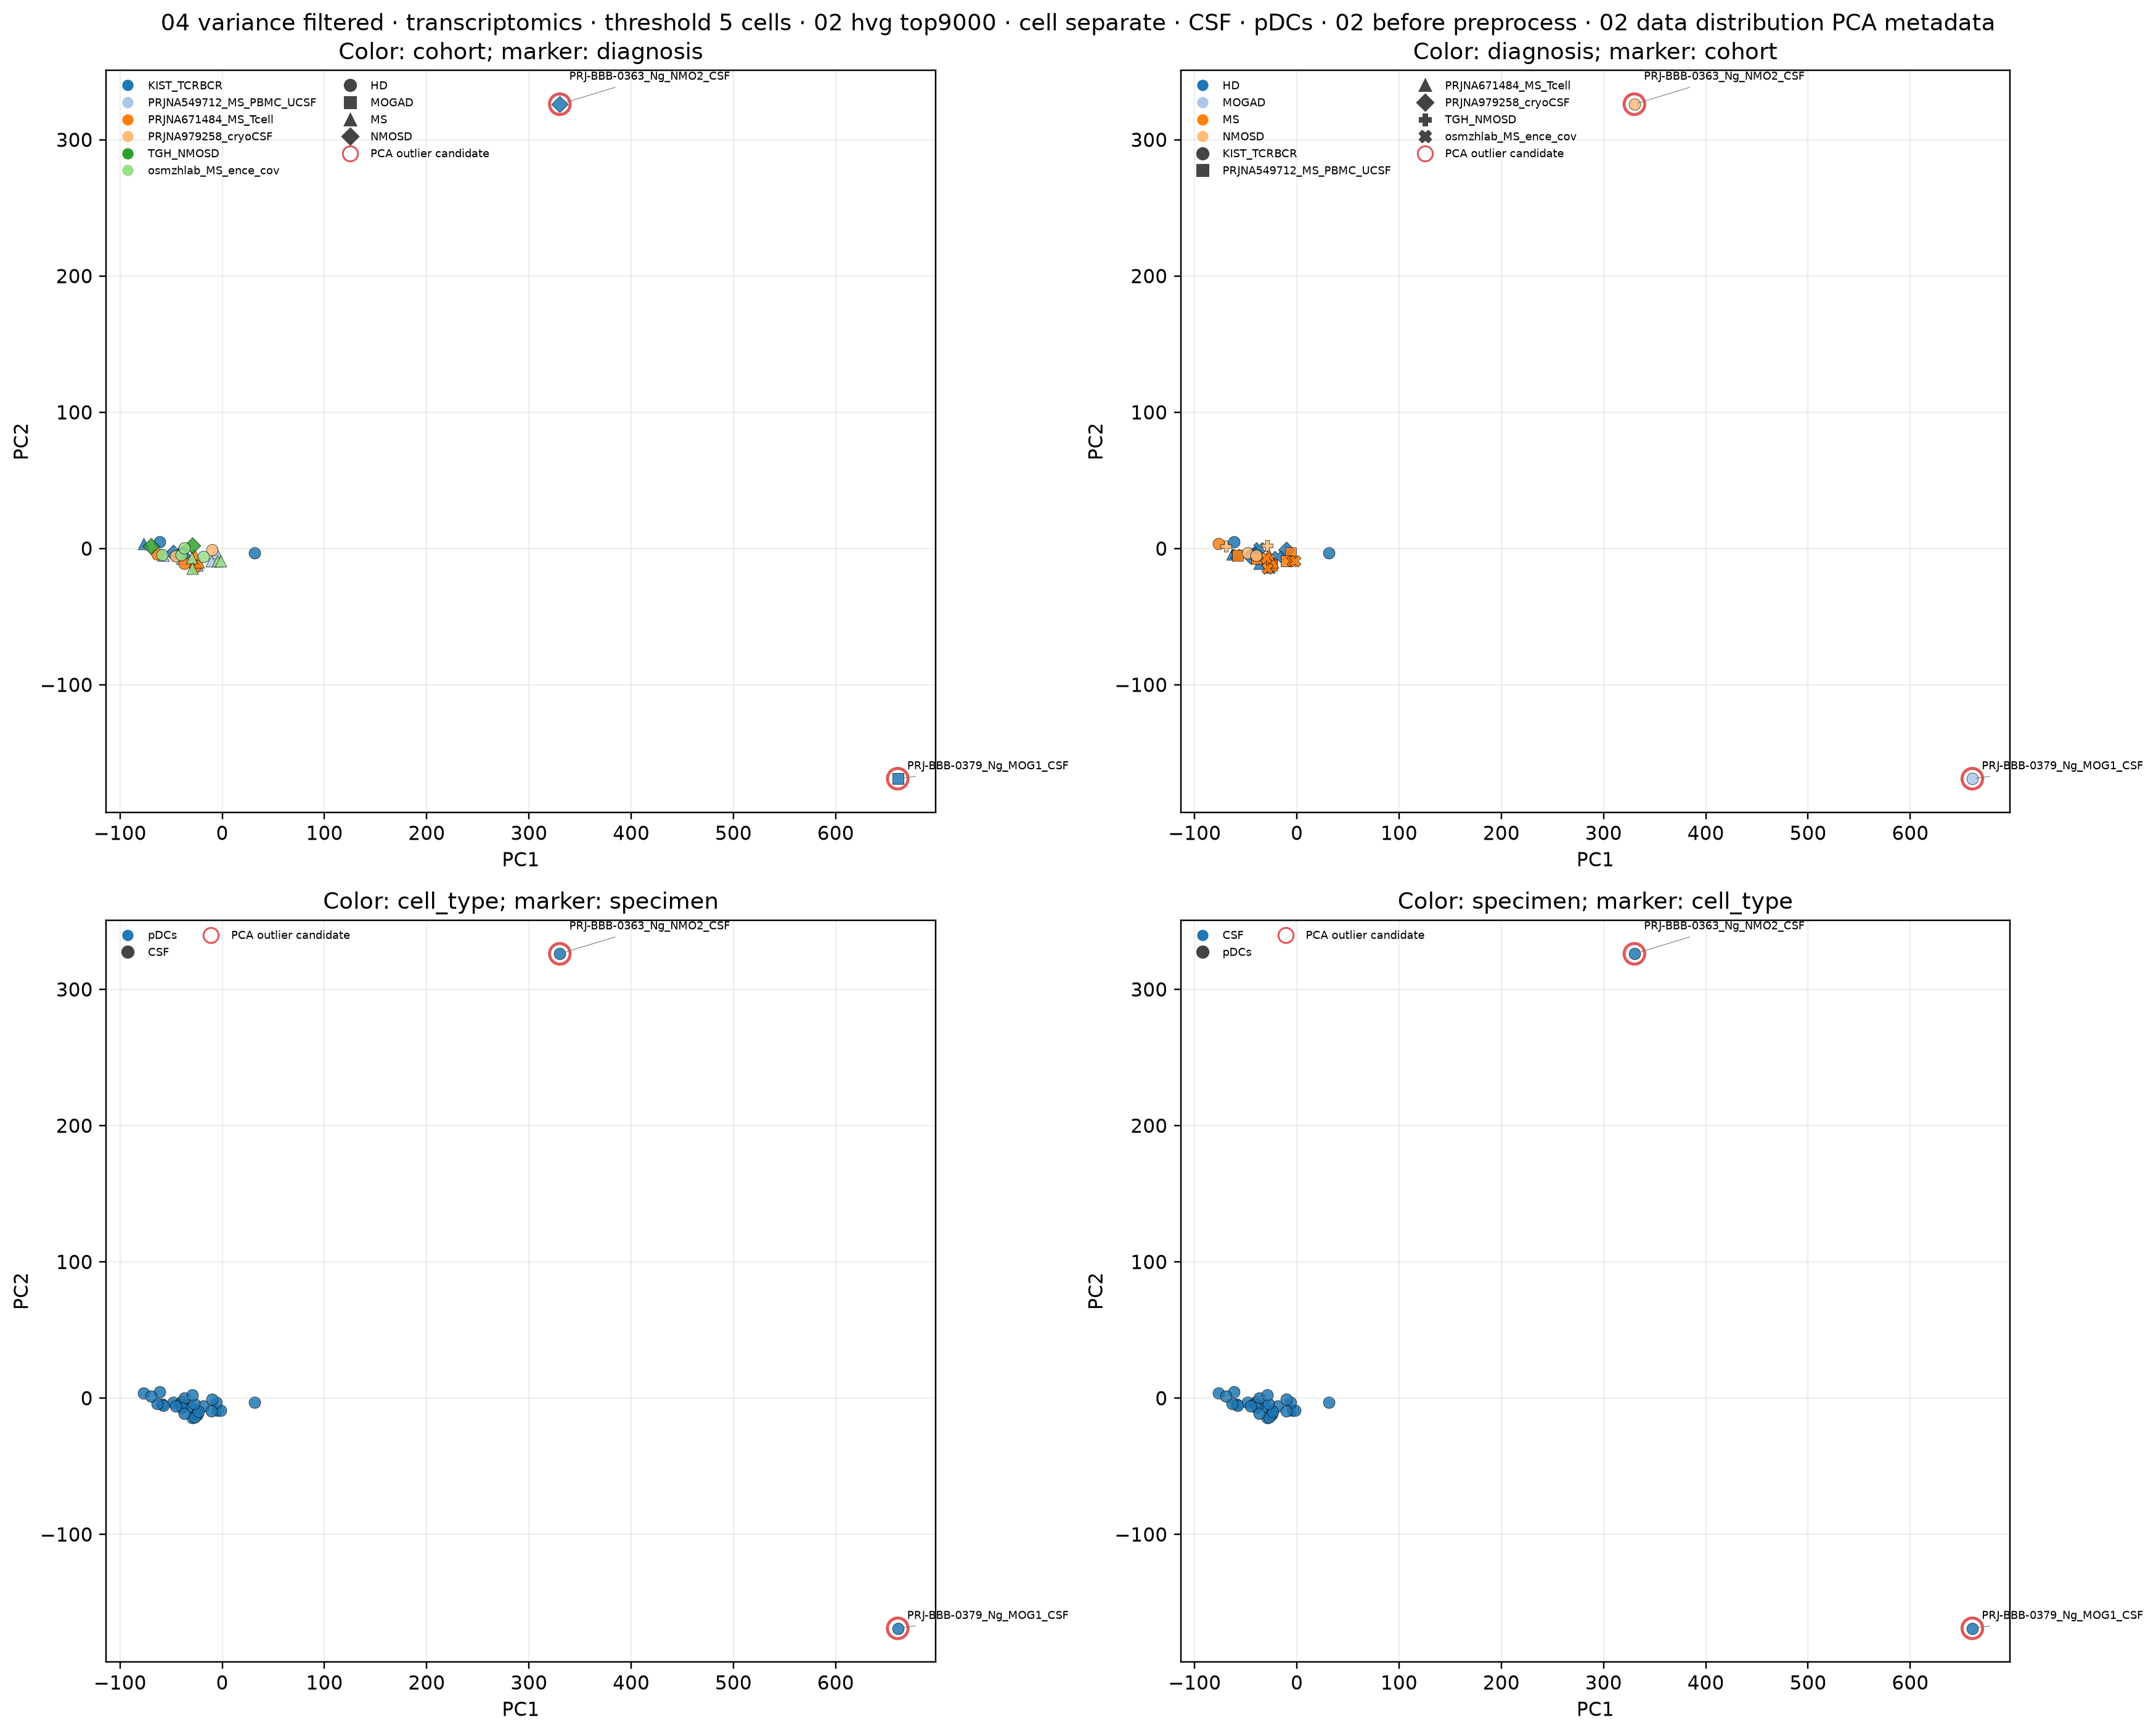 04 variance filtered · transcriptomics · threshold 5 cells · 02 hvg top9000 · cell separate · CSF · pDCs · 02 before preprocess · 02 data distribution PCA metadata
Color: cohort; marker: diagnosis
KIST_TCRBCR
PRJNA549712_MS_PBMC_UCSF
PRJNA671484_MS_Tcell
PRJNA979258_cryoCSF
TGH_NMOSD
osmzhlab_MS_ence_cov
HD
MOGAD
MS
NMOSD
PCA outlier candidate
PRJ-BBB-0363_Ng_NMO2_CSF
PRJ-BBB-0379_Ng_MOG1_CSF
300
200
100
0
−100
PC2
−100 0 100 200 300 400 500 600
PC1
Color: diagnosis; marker: cohort
HD
MOGAD
MS
NMOSD
KIST_TCRBCR
PRJNA549712_MS_PBMC_UCSF
PRJNA671484_MS_Tcell
PRJNA979258_cryoCSF
TGH_NMOSD
osmzhlab_MS_ence_cov
PCA outlier candidate
PRJ-BBB-0363_Ng_NMO2_CSF
PRJ-BBB-0379_Ng_MOG1_CSF
300
200
100
0
−100
PC2
−100 0 100 200 300 400 500 600
PC1
Color: cell_type; marker: specimen
pDCs
CSF
PCA outlier candidate
PRJ-BBB-0363_Ng_NMO2_CSF
PRJ-BBB-0379_Ng_MOG1_CSF
300
200
100
0
−100
PC2
−100 0 100 200 300 400 500 600
PC1
Color: specimen; marker: cell_type
CSF
pDCs
PCA outlier candidate
PRJ-BBB-0363_Ng_NMO2_CSF
PRJ-BBB-0379_Ng_MOG1_CSF
300
200
100
0
−100
PC2
−100 0 100 200 300 400 500 600
PC1